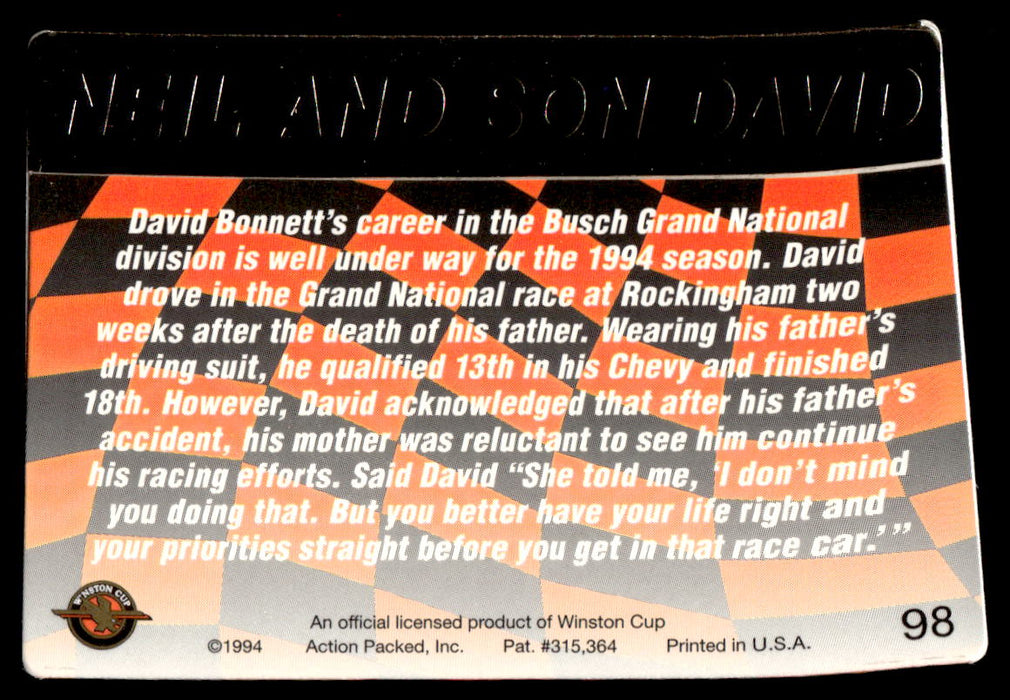 NEIL AND SON DAVID
David Bonnett's career in the Busch Grand National
division is well under way for the 1994 season. David
drove in the Grand National race at Rockingham two
weeks after the death of his father. Wearing his father's
driving suit, he qualified 13th in his Chevy and finished
18th. However, David acknowledged that after his father's
accident, his mother was reluctant to see him continue
his racing efforts. Said David "She told me, 'I don't mind
you doing that. But you better have your life right and
your priorities straight before you get in that race car.' "
WINSTON CUP
An official licensed product of Winston Cup
©1994 Action Packed, Inc. Pat. #315,364 Printed in U.S.A.
98